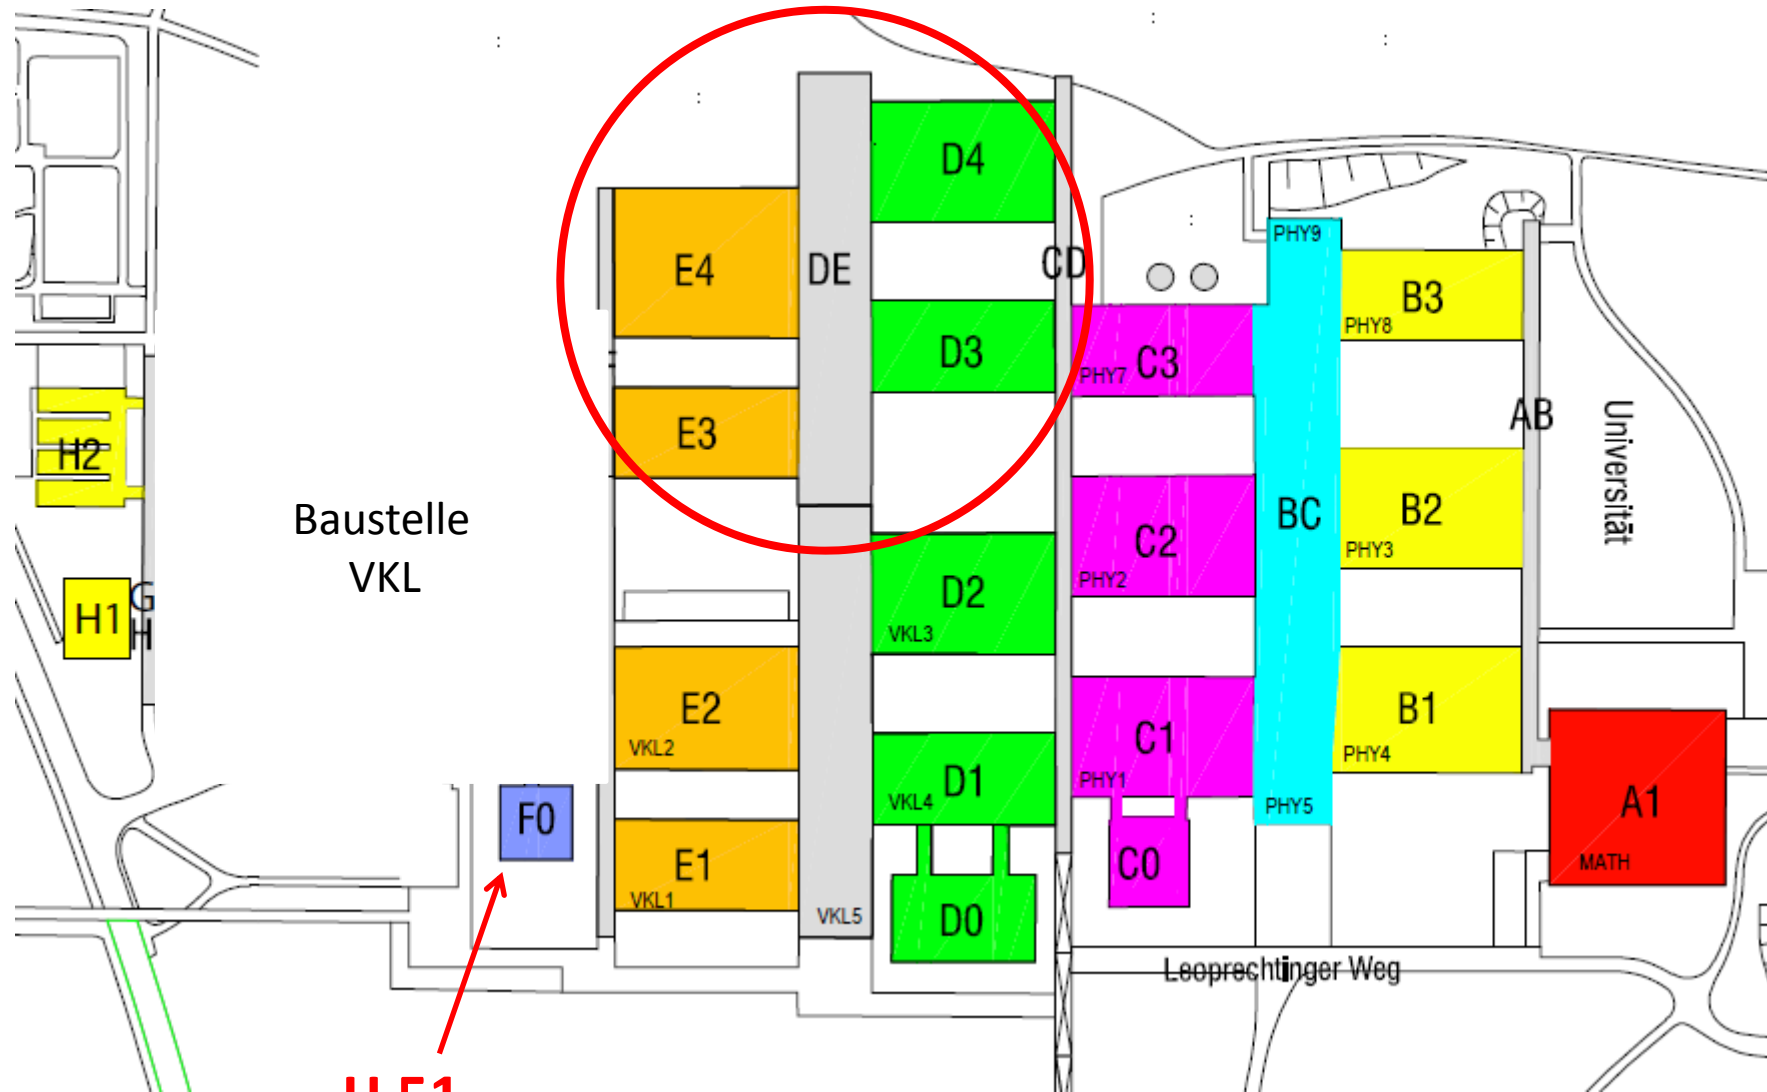 D4
E4
DE
CD
PHY9
B3
PHY8
D3
PHY7
C3
E3
AB
Universität
H2
Baustelle
VKL
BC
B2
PHY3
C2
PHY2
D2
VKL3
G
H
H1
E2
VKL2
C1
PHY1
B1
PHY4
D1
VKL4
PHY5
A1
MATH
F0
E1
VKL1
C0
VKL5
D0
Leoprechtinger Weg